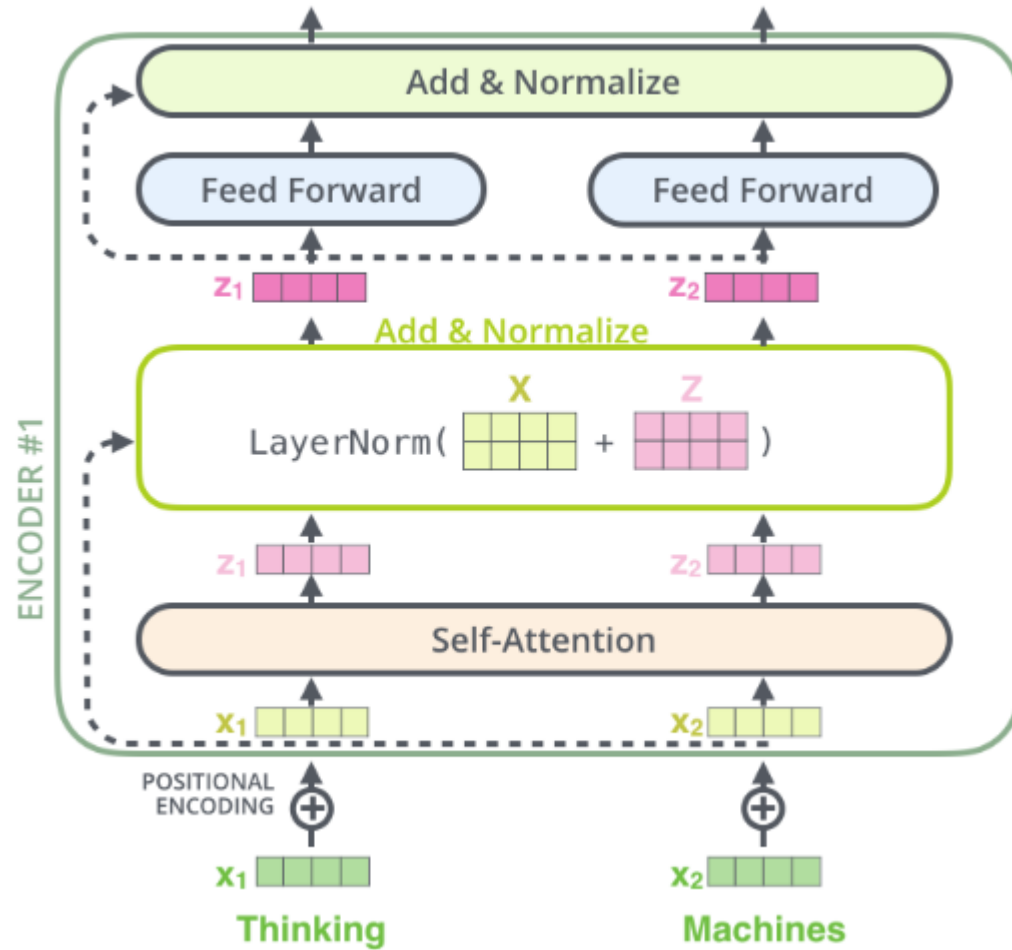 Add & Normalize
Feed Forward
Feed Forward
z1
z2
Add & Normalize
X
Z
LayerNorm( + )
ENCODER #1
z1
z2
Self-Attention
x1
x2
POSITIONAL
ENCODING
x1
x2
Thinking
Machines